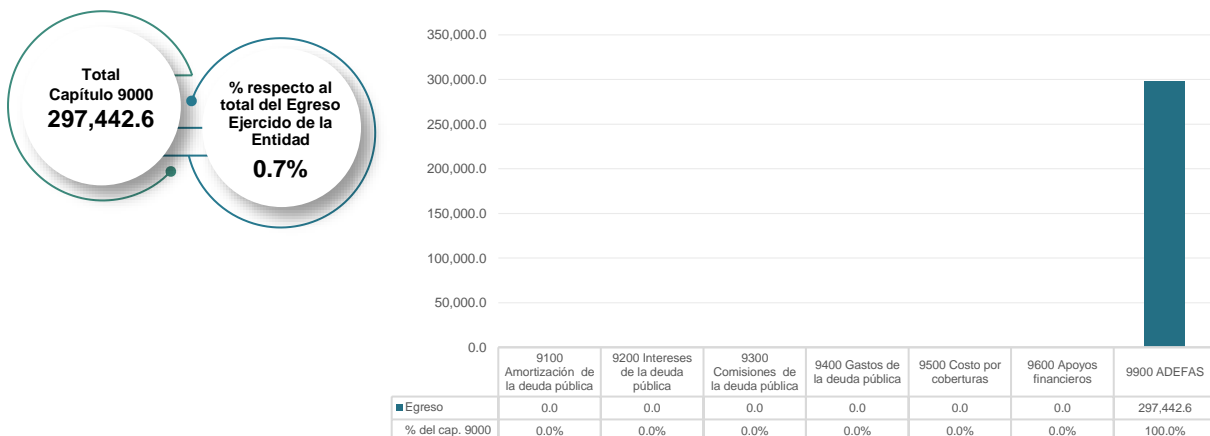 Total
Capítulo 9000
297,442.6
% respecto al
total del Egreso
Ejercido de la
Entidad
0.7%
350,000.0
300,000.0
250,000.0
200,000.0
150,000.0
100,000.0
50,000.0
0.0
9100 Amortización de la deuda pública
9200 Intereses de la deuda pública
9300 Comisiones de la deuda pública
9400 Gastos de la deuda pública
9500 Costo por coberturas
9600 Apoyos financieros
9900 ADEFAS
Egreso 0.0 0.0 0.0 0.0 0.0 0.0 297,442.6
% del cap. 9000 0.0% 0.0% 0.0% 0.0% 0.0% 0.0% 100.0%